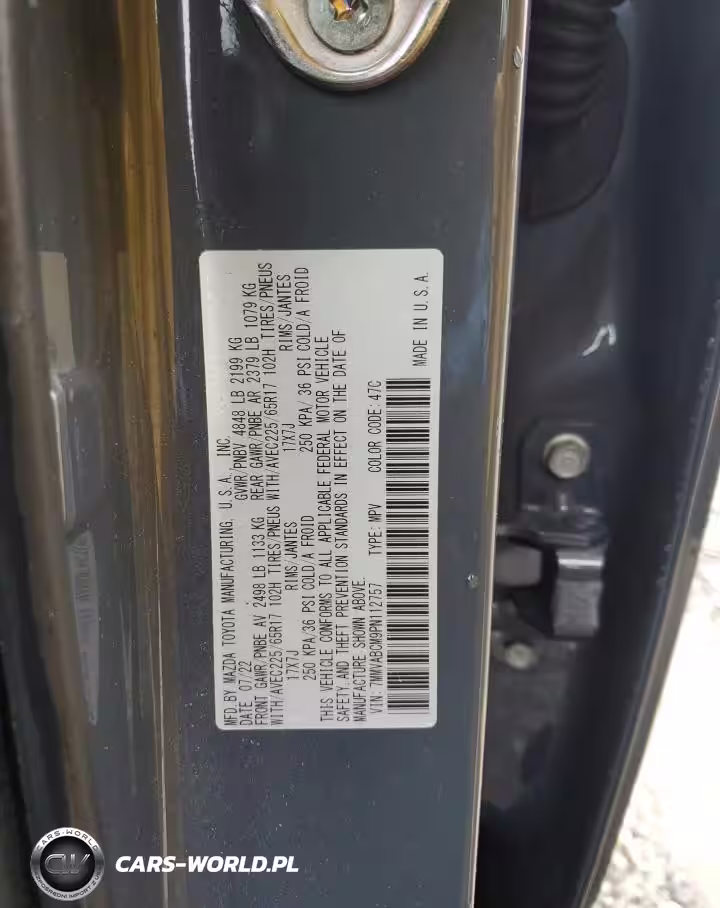 MFD.BY MAZDA TOYOTA MANUFACTURING, U.S.A., INC.
DATE 07/22 GVWR/PNBV 4848 LB 2199 KG
FRONT GAWR/PNBE AV 2498 LB 1133 KG REAR GAWR/PNBE AR 2379 LB 1079 KG
WITH/AVEC225/65R17 102H TIRES/PNEUS WITH/AVEC225/65R17 102H TIRES/PNEUS
17X7J RIMS/JANTES 17X7J RIMS/JANTES
250 KPA/36 PSI COLD/A FROID 250 KPA/ 36 PSI COLD/A FROID
THIS VEHICLE CONFORMS TO ALL APPLICABLE FEDERAL MOTOR VEHICLE
SAFETY AND THEFT PREVENTION STANDARDS IN EFFECT ON THE DATE OF
MANUFACTURE SHOWN ABOVE.
VIN: 7MMVABCM9PN112757 TYPE: MPV COLOR CODE: 47C
MADE IN U.S.A.
CARS-WORLD
CW
CARS-WORLD.PL